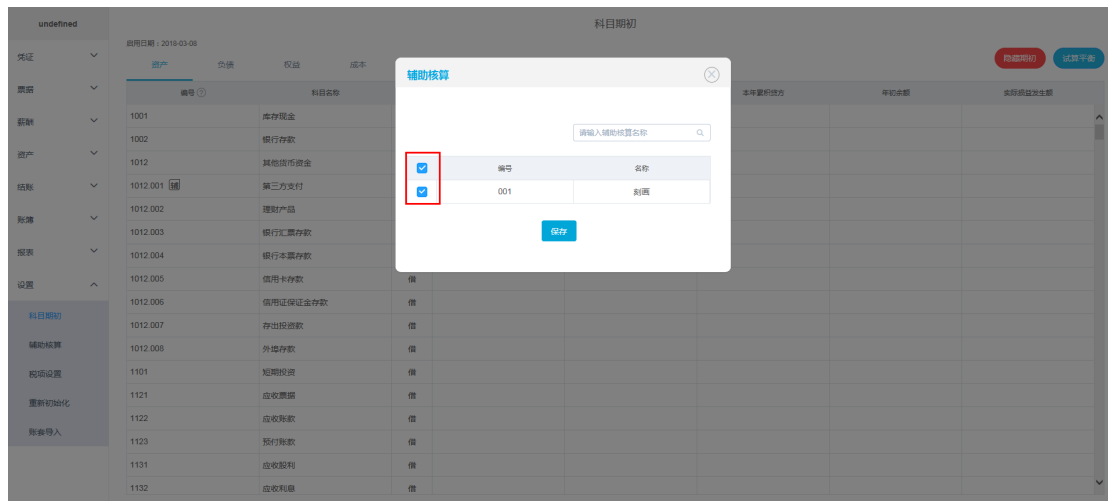 undefined
科目期初
启用日期：2018-03-08
凭证
资产 负债 权益 成本
隐藏期初 试算平衡
辅助核算
票据
编号 科目名称 本年累积贷方 年初余额 实际损益发生额
薪酬
资产
结账
账簿
报表
设置
科目期初
辅助核算
税项设置
重新初始化
账套导入
请输入辅助核算名称
编号 名称
001 刻画
保存
1001 库存现金
1002 银行存款
1012 其他货币资金
1012.001 辅 第三方支付
1012.002 理财产品
1012.003 银行汇票存款
1012.004 银行本票存款
1012.005 信用卡存款 借
1012.006 信用证保证金存款 借
1012.007 存出投资款 借
1012.008 外埠存款 借
1101 短期投资 借
1121 应收票据 借
1122 应收账款 借
1123 预付账款 借
1131 应收股利 借
1132 应收利息 借